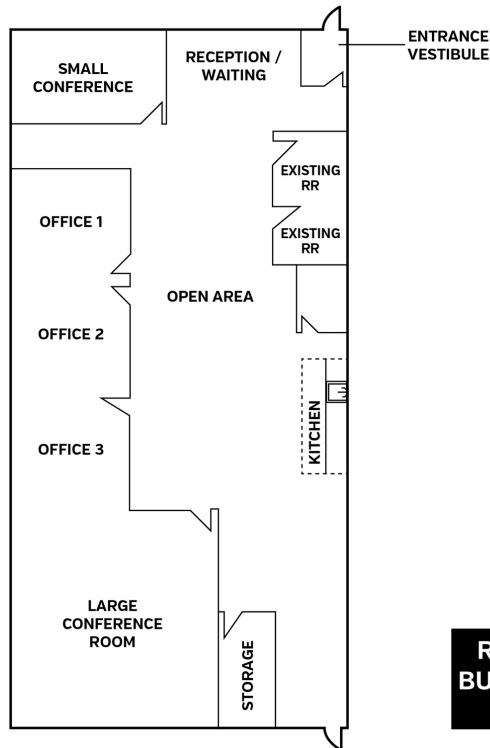 ENTRANCE
VESTIBULE
RECEPTION /
WAITING
SMALL
CONFERENCE
EXISTING
RR
OFFICE 1
EXISTING
RR
OPEN AREA
OFFICE 2
KITCHEN
OFFICE 3
LARGE
CONFERENCE
ROOM
STORAGE
R
BU